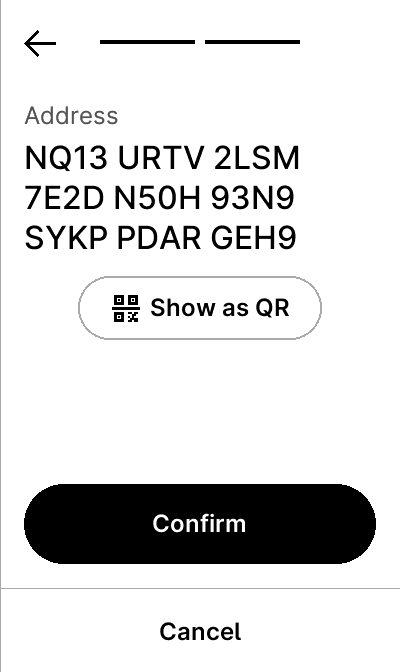 Address
NQ13 URTV 2LSM
7E2D N50H 93N9
SYKP PDAR GEH9
Show as QR
Confirm
Cancel